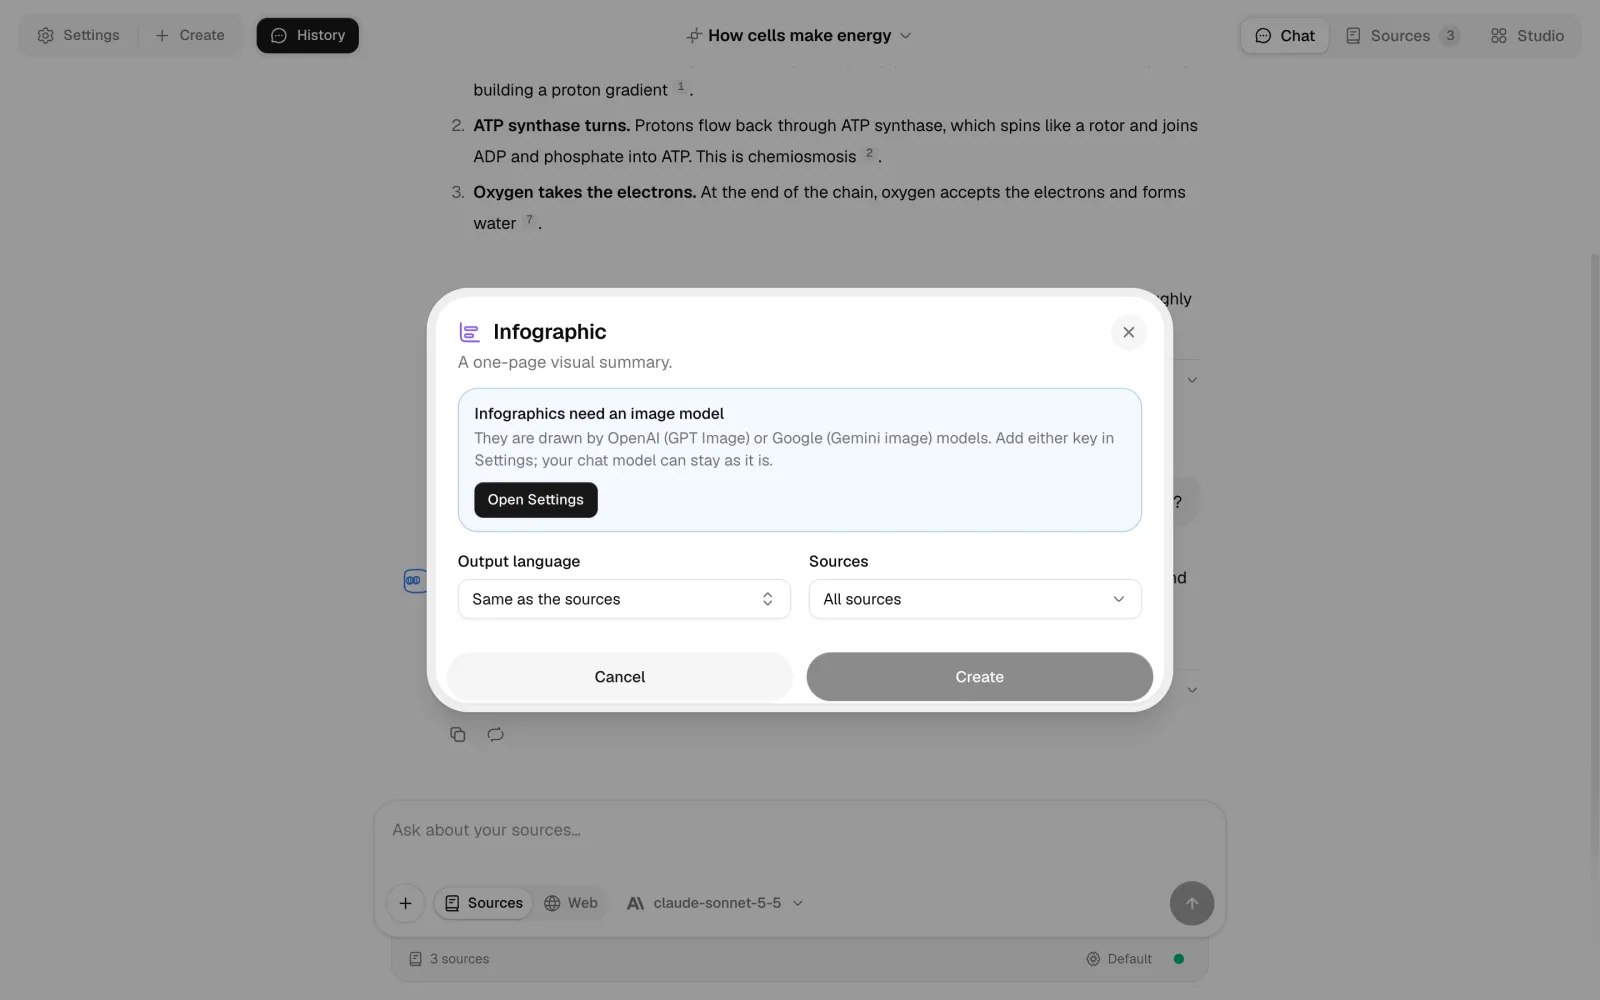 Settings
Create
History
How cells make energy
Chat
Sources 3
Studio
building a proton gradient 1 .
2. ATP synthase turns. Protons flow back through ATP synthase, which spins like a rotor and joins
ADP and phosphate into ATP. This is chemiosmosis 2 .
3. Oxygen takes the electrons. At the end of the chain, oxygen accepts the electrons and forms
water 7 .
Infographic
A one-page visual summary.
Infographics need an image model
They are drawn by OpenAI (GPT Image) or Google (Gemini image) models. Add either key in
Settings; your chat model can stay as it is.
Open Settings
Output language
Sources
Same as the sources
All sources
Cancel
Create
Ask about your sources...
Sources
Web
claude-sonnet-5-5
3 sources
Default